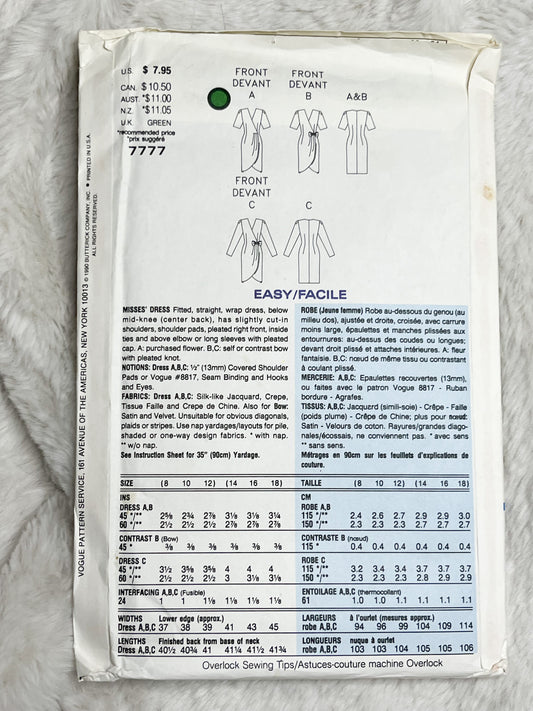 U.S. $ 7.95
CAN. $ 10.50
AUST. *$11.00
N.Z. *$11.05
U.K. GREEN
*recommended price
*prix suggéré
7777
FRONT
DEVANT
A
FRONT
DEVANT
B
A&B
FRONT
DEVANT
C
C
VOGUE PATTERN SERVICE, 161 AVENUE OF THE AMERICAS, NEW YORK 10013 © 1990 BUTTERICK COMPANY, INC. • PRINTED IN U.S.A.
ALL RIGHTS RESERVED.
EASY/FACILE
MISSES' DRESS Fitted, straight, wrap dress, below
mid-knee (center back), has slightly cut-in
shoulders, shoulder pads, pleated right front, inside
ties and above elbow or long sleeves with pleated
cap. A: purchased flower. B,C: self or contrast bow
with pleated knot.
NOTIONS: Dress A,B,C: ½" (13mm) Covered Shoulder
Pads or Vogue #8817, Seam Binding and Hooks
and Eyes.
FABRICS: Dress A,B,C: Silk-like Jacquard, Crepe,
Tissue Faille and Crepe de Chine. Also for Bow:
Satin and Velvet. Unsuitable for obvious diagonals,
plaids or stripes. Use nap yardages/layouts for pile,
shaded or one-way design fabrics. * with nap.
** w/o nap.
See Instruction Sheet for 35" (90cm) Yardage.
ROBE (Jeune femme) Robe au-dessous du genou (au
milieu dos), ajustée et droite, croisée, avec carrure
moins large, épaulettes et manches plissées aux
entournures: au-dessus des coudes ou longues;
devant droit plissé et attaches intérieures. A: fleur
fantaisie. B,C: nœud de même tissu ou contrastant
à coulant plissé.
MERCERIE: A,B,C: Epaulettes recouvertes (13mm),
ou faites avec le patron Vogue 8817 - Ruban
bordure - Agrafes.
TISSUS: A,B,C: Jacquard (simili-soie) - Crêpe - Faille
(poids plume) - Crêpe de Chine; plus pour nœud:
Satin - Velours de coton. Rayures/grandes diago-
nales/écossais, ne conviennent pas. * avec sens
** sans sens.
Métrages en 90cm sur les feuilles d'explications de
couture.
SIZE (8 10 12) (14 16 18)
INS
DRESS A,B
45 */** 2⅝ 2¾ 2⅞ 3⅛ 3⅛ 3¼
60 */** 2½ 2½ 2½ 2⅞ 2⅞ 2⅞
CONTRAST B (Bow)
45 * ⅜ ⅜ ⅜ ⅜ ⅜ ⅜
DRESS C
45 */** 3½ 3⅝ 3⅝ 4 4 4
60 */** 2½ 2½ 2½ 3 3⅛ 3⅛
INTERFACING A,B,C (Fusible)
24 1 1 1⅛ 1⅛ 1⅛ 1⅛
WIDTHS Lower edge (approx.)
Dress A,B,C 37 38 39 41 43 45
LENGTHS Finished back from base of neck
Dress A,B,C 40½ 40¾ 41 41¼ 41½ 41¾
TAILLE (8 10 12) (14 16 18)
CM
ROBE A,B
115 */** 2.4 2.6 2.7 2.9 2.9 3.0
150 */** 2.3 2.3 2.3 2.7 2.7 2.7
CONTRASTE B (nœud)
115 * 0.4 0.4 0.4 0.4 0.4 0.4
ROBE C
115 */** 3.2 3.4 3.4 3.7 3.7 3.7
150 */** 2.3 2.3 2.3 2.8 2.9 2.9
ENTOILAGE A,B,C (thermocollant)
61 1.0 1.0 1.1 1.1 1.1 1.1
LARGEURS à l'ourlet (mesures approx.)
robe A,B,C 94 96 99 104 109 114
LONGUEURS nuque à ourlet
robe A,B,C 103 103 104 105 105 106
Overlock Sewing Tips/Astuces-couture machine Overlock